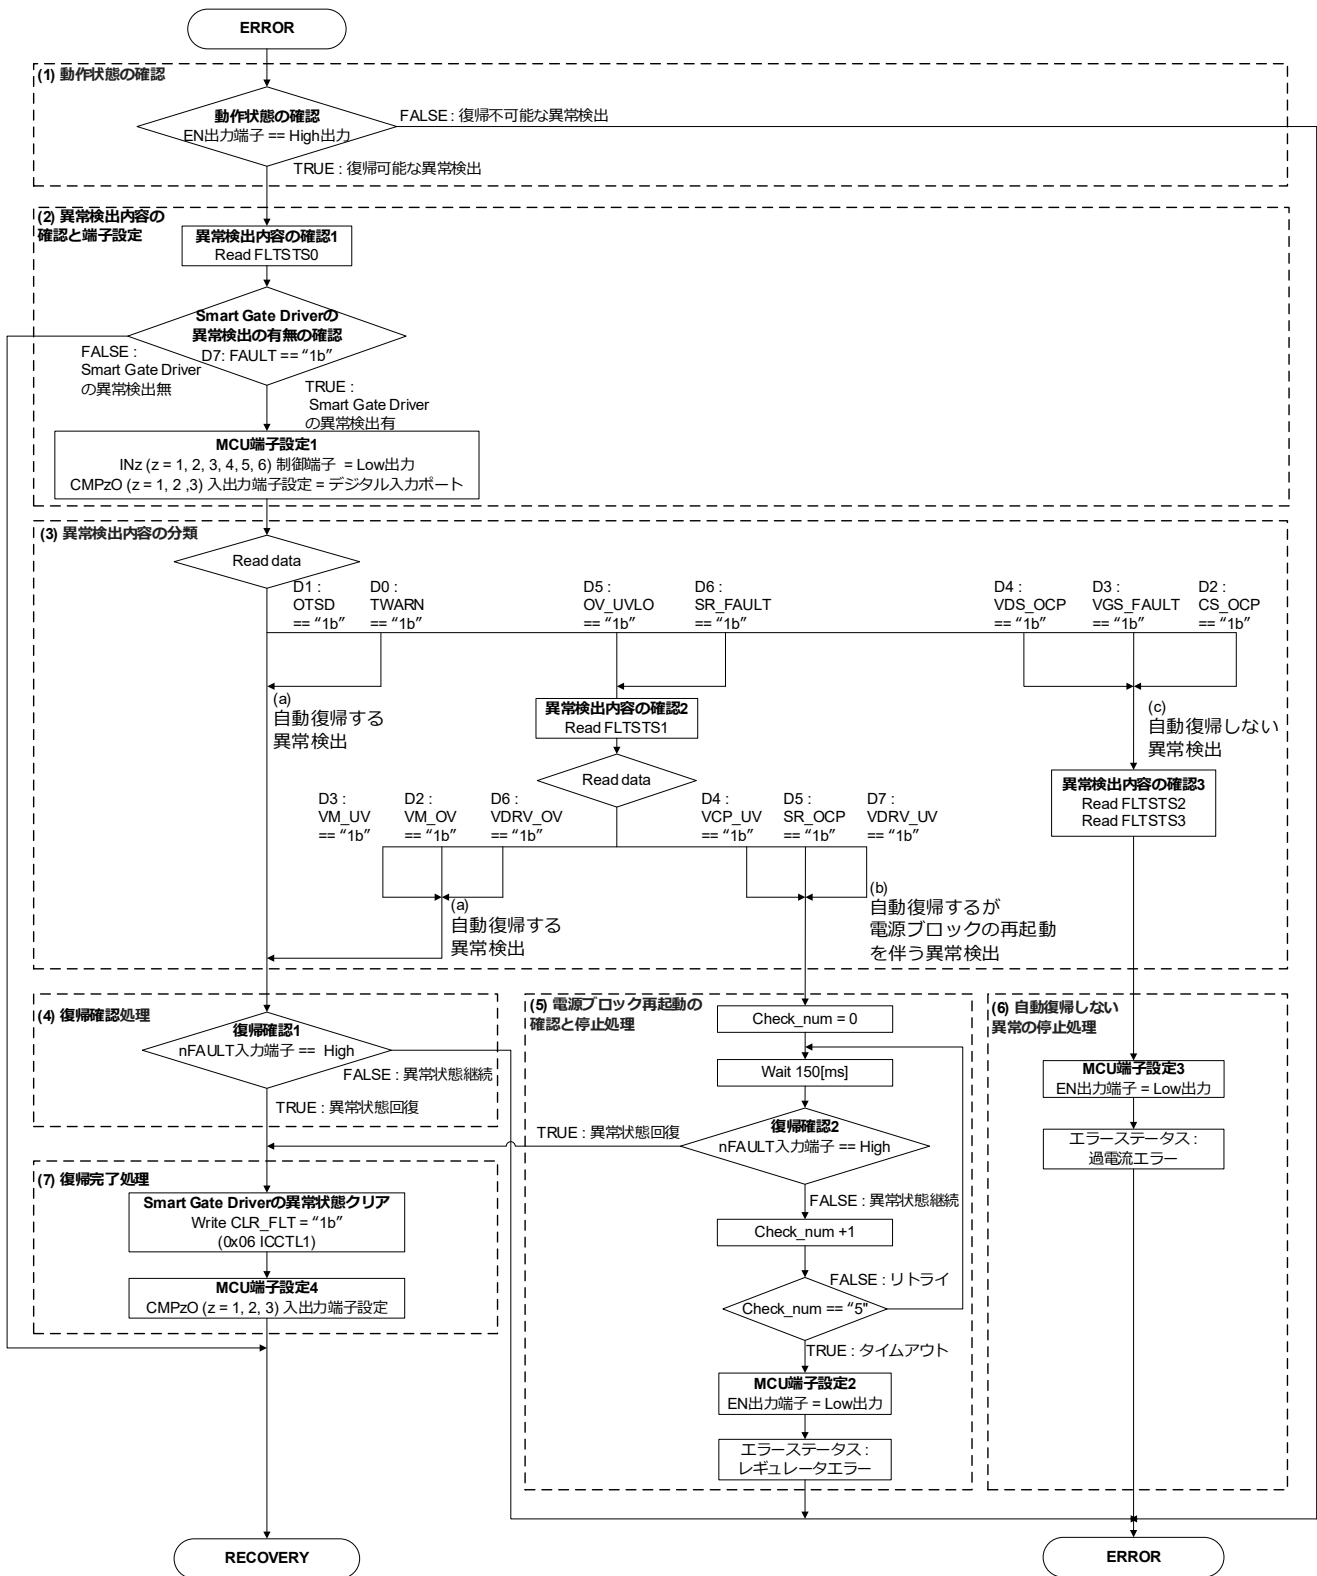 ERROR
(1) 動作状態の確認
動作状態の確認
EN出力端子 == High出力
FALSE : 復帰不可能な異常検出
TRUE : 復帰可能な異常検出
(2) 異常検出内容の
確認と端子設定
異常検出内容の確認1
Read FLTSTS0
Smart Gate Driverの
異常検出の有無の確認
D7: FAULT == “1b”
FALSE :
Smart Gate Driver
の異常検出無
TRUE :
Smart Gate Driver
の異常検出有
MCU端子設定1
INz (z = 1, 2, 3, 4, 5, 6) 制御端子 = Low出力
CMPzO (z = 1, 2 ,3) 入出力端子設定 = デジタル入力ポート
(3) 異常検出内容の分類
Read data
D1 :
OTSD
== “1b”
D0 :
TWARN
== “1b”
D5 :
OV_UVLO
== “1b”
D6 :
SR_FAULT
== “1b”
D4 :
VDS_OCP
== “1b”
D3 :
VGS_FAULT
== “1b”
D2 :
CS_OCP
== “1b”
(a)
自動復帰する
異常検出
異常検出内容の確認2
Read FLTSTS1
Read data
(c)
自動復帰しない
異常検出
異常検出内容の確認3
Read FLTSTS2
Read FLTSTS3
D3 :
VM_UV
== “1b”
D2 :
VM_OV
== “1b”
D6 :
VDRV_OV
== “1b”
D4 :
VCP_UV
== “1b”
D5 :
SR_OCP
== “1b”
D7 :
VDRV_UV
== “1b”
(a)
自動復帰する
異常検出
(b)
自動復帰するが
電源ブロックの再起動
を伴う異常検出
(4) 復帰確認処理
復帰確認1
nFAULT入力端子 == High
FALSE : 異常状態継続
TRUE : 異常状態回復
(5) 電源ブロック再起動の
確認と停止処理
Check_num = 0
Wait 150[ms]
復帰確認2
nFAULT入力端子 == High
TRUE : 異常状態回復
FALSE : 異常状態継続
Check_num +1
FALSE : リトライ
Check_num == “5”
TRUE : タイムアウト
MCU端子設定2
EN出力端子 = Low出力
エラーステータス :
レギュレータエラー
(6) 自動復帰しない
異常の停止処理
MCU端子設定3
EN出力端子 = Low出力
エラーステータス :
過電流エラー
(7) 復帰完了処理
Smart Gate Driverの異常状態クリア
Write CLR_FLT = “1b”
(0x06 ICCTL1)
MCU端子設定4
CMPzO (z = 1, 2, 3) 入出力端子設定
RECOVERY
ERROR